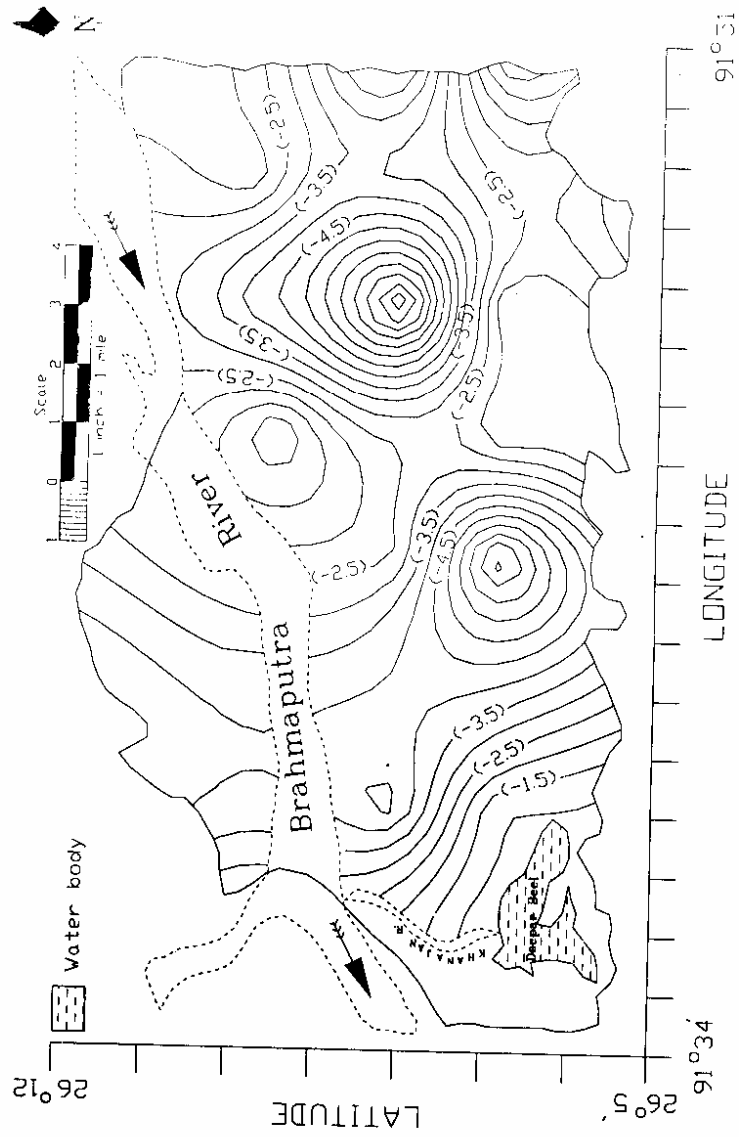 N
Scale
1 0 1 2 3 4
1 inch = 1 mile
Water body
Brahmaputra
River
KHANAJAN R.
Deepar Beel
(-2.5)
(-3.5)
(-4.5)
(-2.5)
(-3.5)
(-2.5)
(-3.5)
(-2.5)
(-2.5)
(-3.5)
(-4.5)
(-3.5)
(-2.5)
(-1.5)
26°12'
LATITUDE
26°5'
91°34'
LONGITUDE